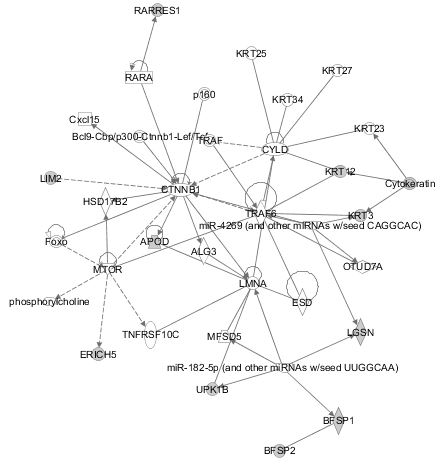 RARRES1
KRT25
KRT27
RARA
p160
KRT34
Cxcl15
KRT23
Bcl9-Cbp/p300-Ctnnb1-Lef/Tcf
TRAF
CYLD
LIM2
KRT12
Cytokeratin
CTNNB1
HSD17B2
TRAF6
KRT3
miR-4259 (and other miRNAs w/seed CAGGCAC)
Foxo
APOD
ALG3
MTOR
OTUD7A
LMNA
phosphorylcholine
ESD
TNFRSF10C
MFSD5
LGSN
ERICH5
miR-182-5p (and other miRNAs w/seed UUGGCAA)
UPK1B
BFSP1
BFSP2